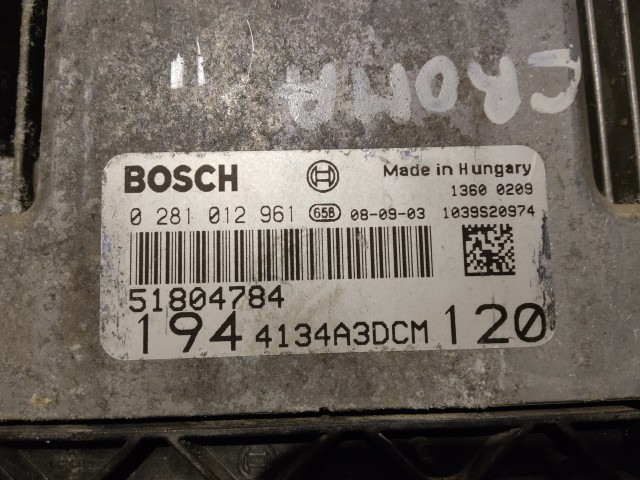 CROMA "
BOSCH Made in Hungary
1360 0209
0 281 012 961 658 08-09-03 1039S20974
51804784
194 4134A3DCM 120